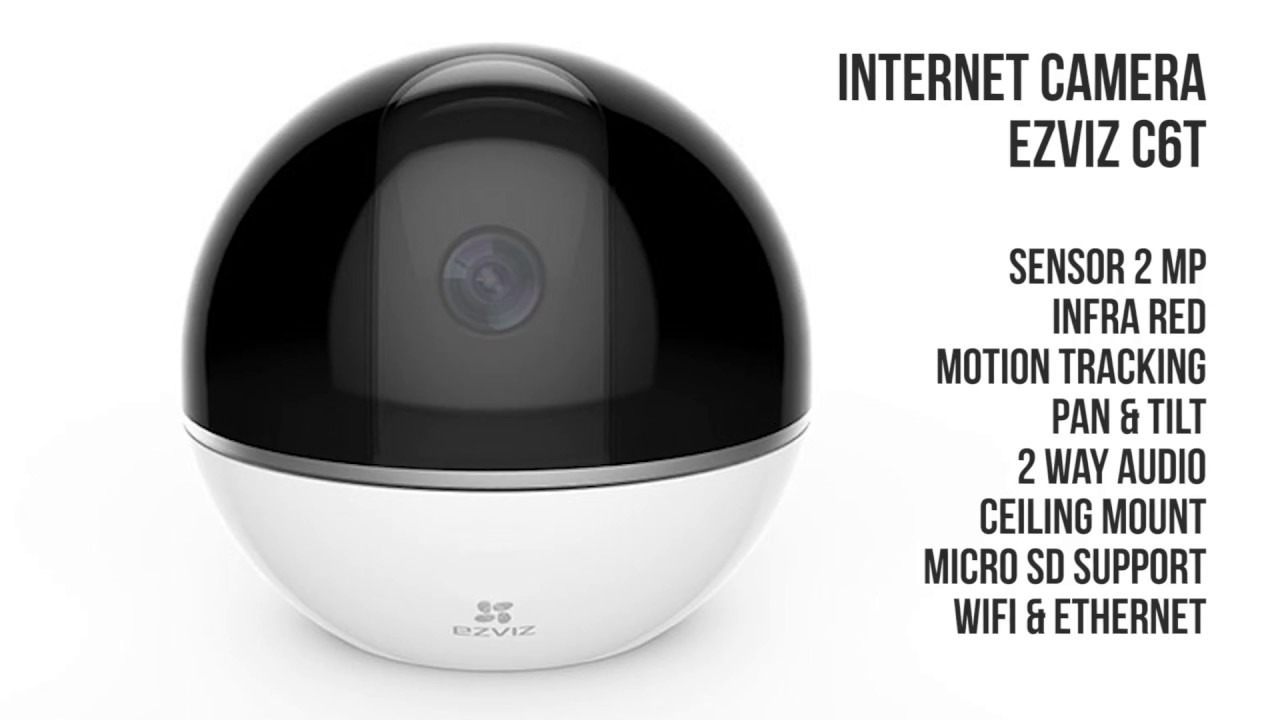 INTERNET CAMERA
EZVIZ C6T
SENSOR 2 MP
INFRA RED
MOTION TRACKING
PAN & TILT
2 WAY AUDIO
CEILING MOUNT
MICRO SD SUPPORT
WIFI & ETHERNET
EZVIZ